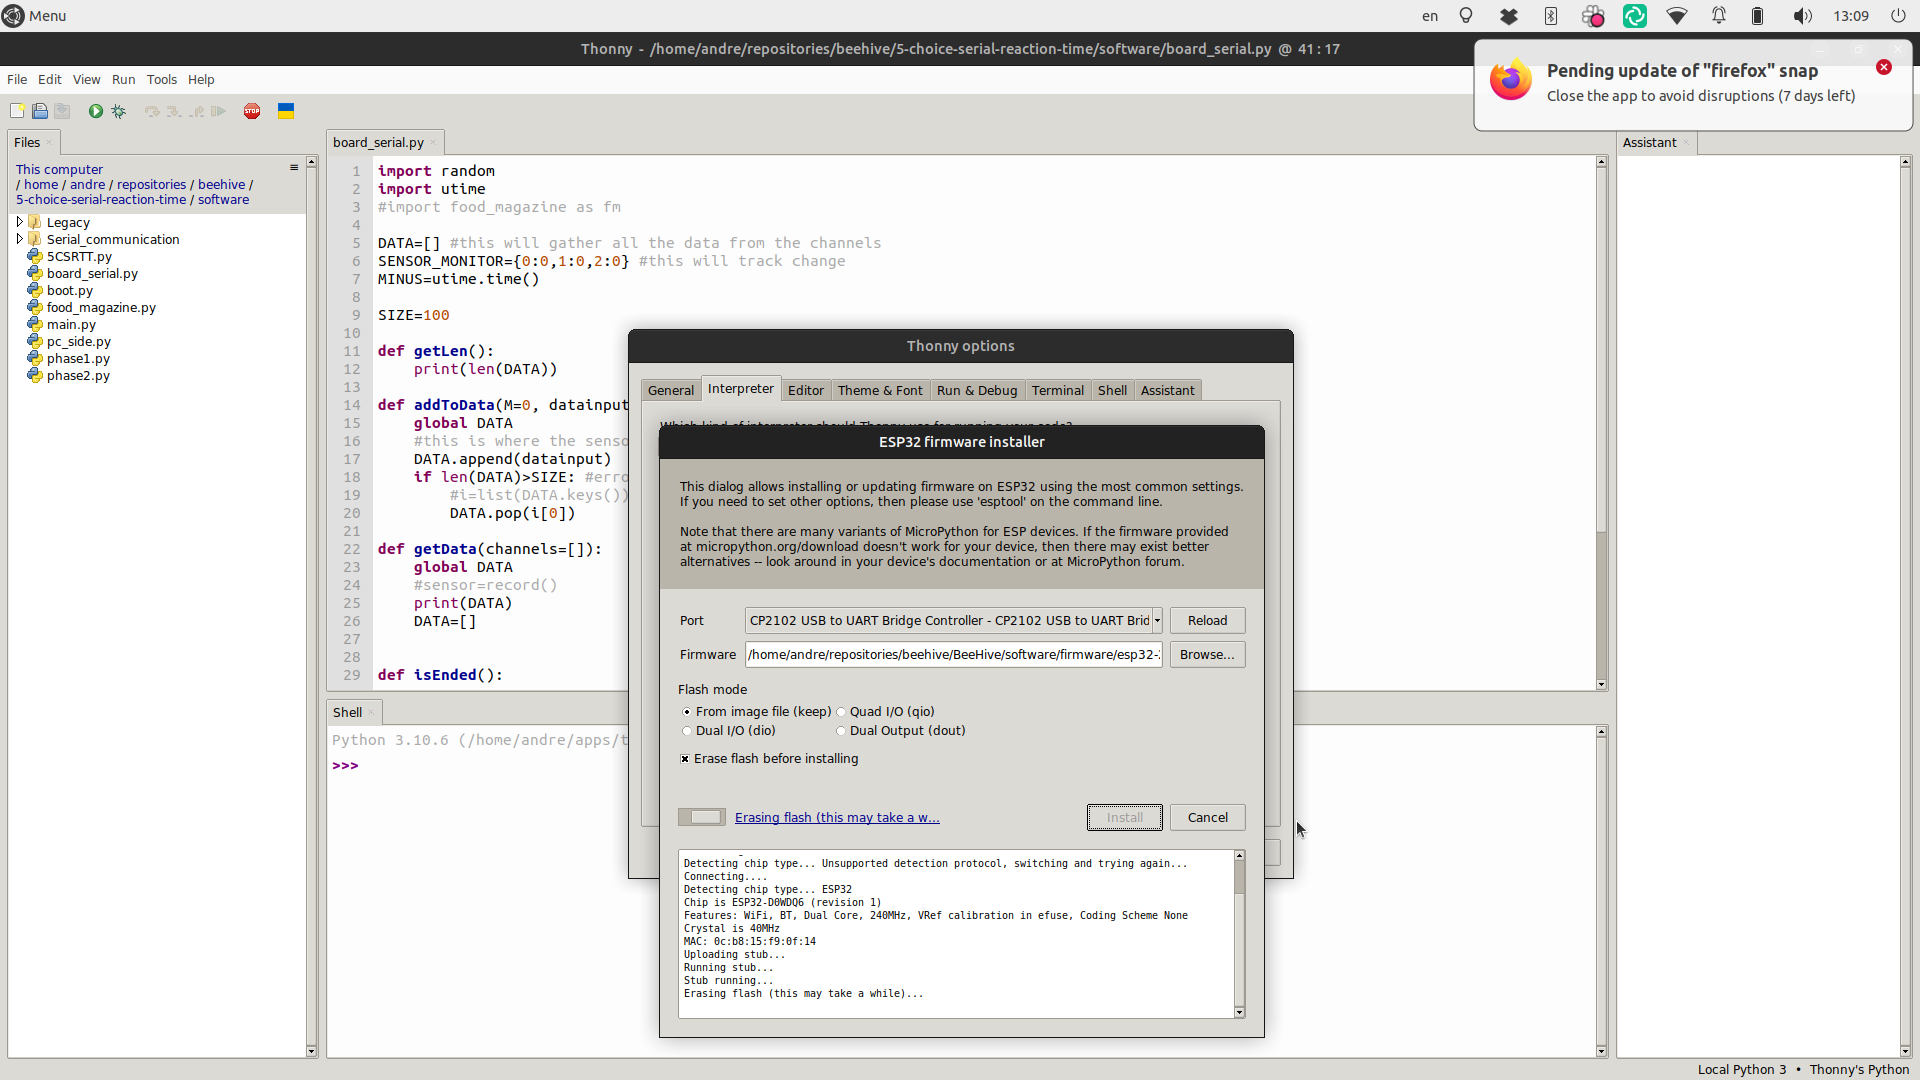 Menu
en
13:09
Thonny - /home/andre/repositories/beehive/5-choice-serial-reaction-time/software/board_serial.py @ 41:17
Pending update of "firefox" snap
Close the app to avoid disruptions (7 days left)
File Edit View Run Tools Help
STOP
Files
This computer
/ home / andre / repositories / beehive /
5-choice-serial-reaction-time / software
Legacy
Serial_communication
5CSRTT.py
board_serial.py
boot.py
food_magazine.py
main.py
pc_side.py
phase1.py
phase2.py
board_serial.py
1 import random
2 import utime
3 #import food_magazine as fm
4
5 DATA=[] #this will gather all the data from the channels
6 SENSOR_MONITOR={0:0,1:0,2:0} #this will track change
7 MINUS=utime.time()
8
9 SIZE=100
10
11 def getLen():
12 print(len(DATA))
13
14 def addToData(M=0, datainput
15 global DATA
16 #this is where the senso
17 DATA.append(datainput)
18 if len(DATA)>SIZE: #erro
19 #i=list(DATA.keys())
20 DATA.pop(i[0])
21
22 def getData(channels=[]):
23 global DATA
24 #sensor=record()
25 print(DATA)
26 DATA=[]
27
28
29 def isEnded():
Shell
Python 3.10.6 (/home/andre/apps/t
>>>
Assistant
Thonny options
General Interpreter Editor Theme & Font Run & Debug Terminal Shell Assistant
Which kind of interpreter should Thonny use for running your code?
ESP32 firmware installer
This dialog allows installing or updating firmware on ESP32 using the most common settings.
If you need to set other options, then please use 'esptool' on the command line.
Note that there are many variants of MicroPython for ESP devices. If the firmware provided
at micropython.org/download doesn't work for your device, then there may exist better
alternatives -- look around in your device's documentation or at MicroPython forum.
Port CP2102 USB to UART Bridge Controller - CP2102 USB to UART Brid Reload
Firmware /home/andre/repositories/beehive/BeeHive/software/firmware/esp32-: Browse...
Flash mode
From image file (keep) Quad I/O (qio)
Dual I/O (dio) Dual Output (dout)
Erase flash before installing
Erasing flash (this may take a w... Install Cancel
Detecting chip type... Unsupported detection protocol, switching and trying again...
Connecting....
Detecting chip type... ESP32
Chip is ESP32-D0WDQ6 (revision 1)
Features: WiFi, BT, Dual Core, 240MHz, VRef calibration in efuse, Coding Scheme None
Crystal is 40MHz
MAC: 0c:b8:15:f9:0f:14
Uploading stub...
Running stub...
Stub running...
Erasing flash (this may take a while)...
Local Python 3 • Thonny's Python